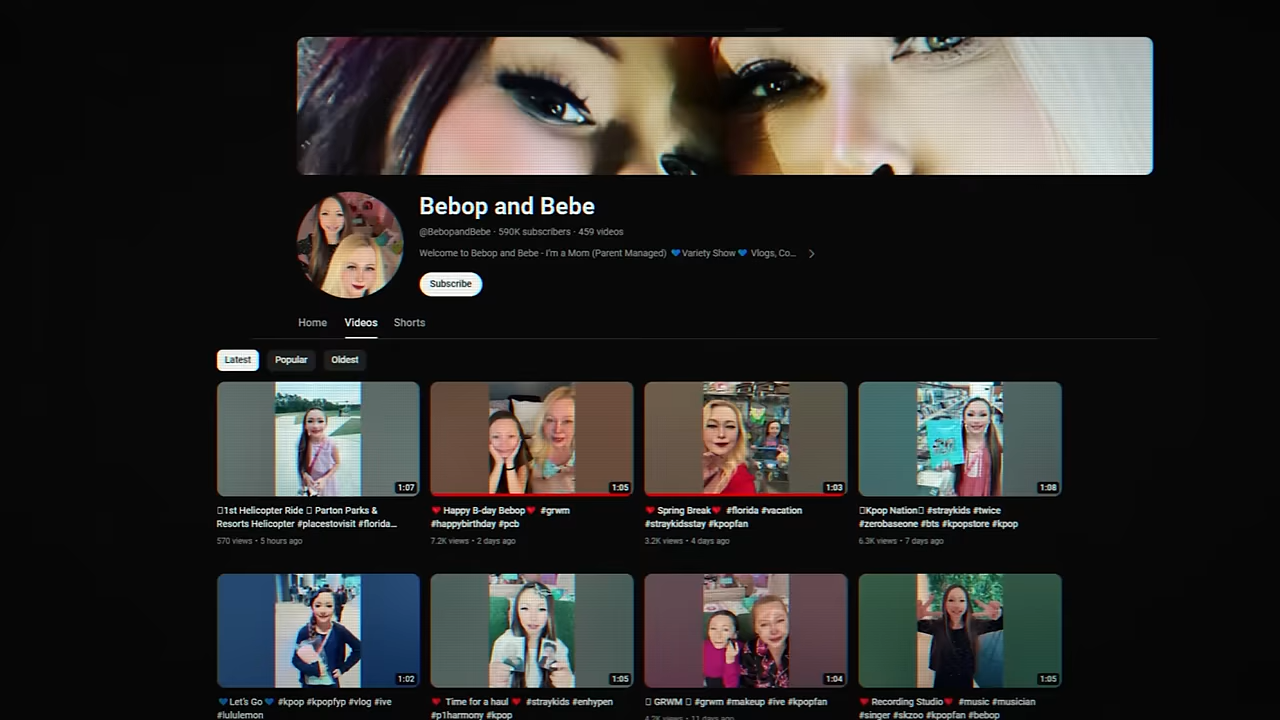 Bebop and Bebe
@BebopandBebe · 590K subscribers · 459 videos
Welcome to Bebop and Bebe - I'm a Mom (Parent Managed) 💙Variety Show💙 Vlogs, Co...
Subscribe
Home Videos Shorts
Latest Popular Oldest
1:07 1:05 1:03 1:08
1st Helicopter Ride Parton Parks &
Resorts Helicopter #placestovisit #florida...
570 views • 5 hours ago
❤️Happy B-day Bebop❤️ #grwm
#happybirthday #pcb
7.2K views • 2 days ago
❤️Spring Break❤️ #florida #vacation
#straykidsstay #kpopfan
3.2K views • 4 days ago
Kpop Nation #straykids #twice
#zerobaseone #bts #kpopstore #kpop
6.3K views • 7 days ago
1:02 1:05 1:04 1:05
💙Let's Go💙 #kpop #kpopfyp #vlog #ive
#lululemon
❤️ Time for a haul ❤️ #straykids #enhypen
#p1harmony #kpop
GRWM #grwm #makeup #ive #kpopfan
4.2K views • 11 days ago
❤️Recording Studio❤️ #music #musician
#singer #skzoo #kpopfan #bebop